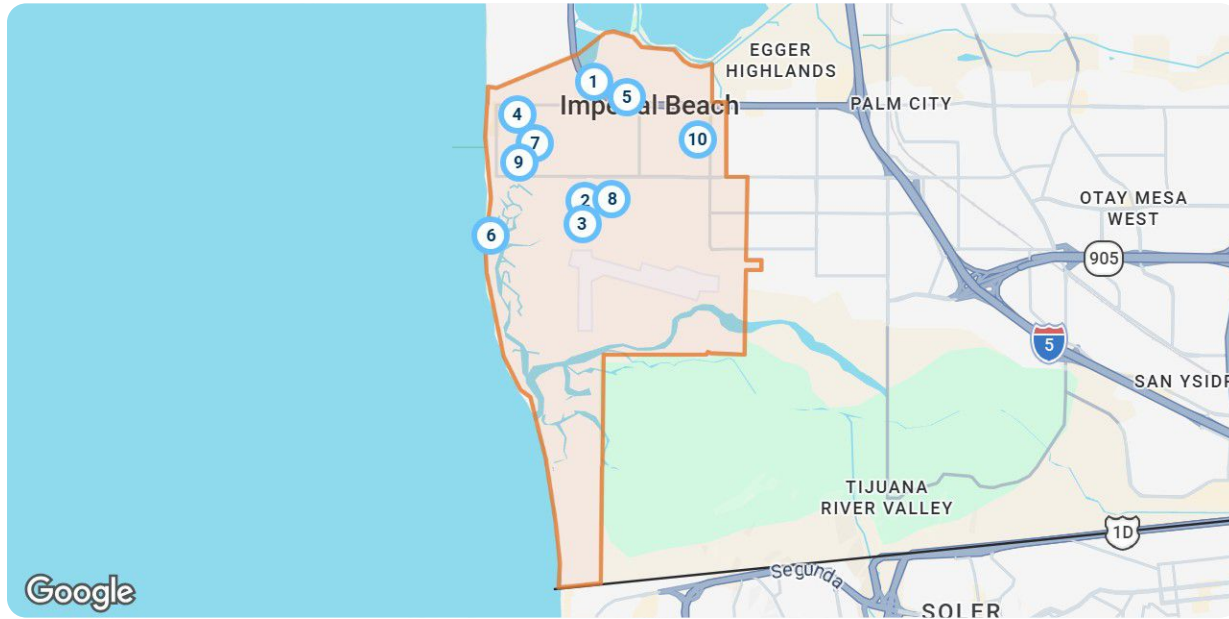 EGGER
HIGHLANDS
1
5
Imperial Beach
PALM CITY
4
7
10
9
2
8
OTAY MESA
WEST
3
6
905
5
SAN YSIDR
TIJUANA
RIVER VALLEY
1D
Segunda
Google
SOLER